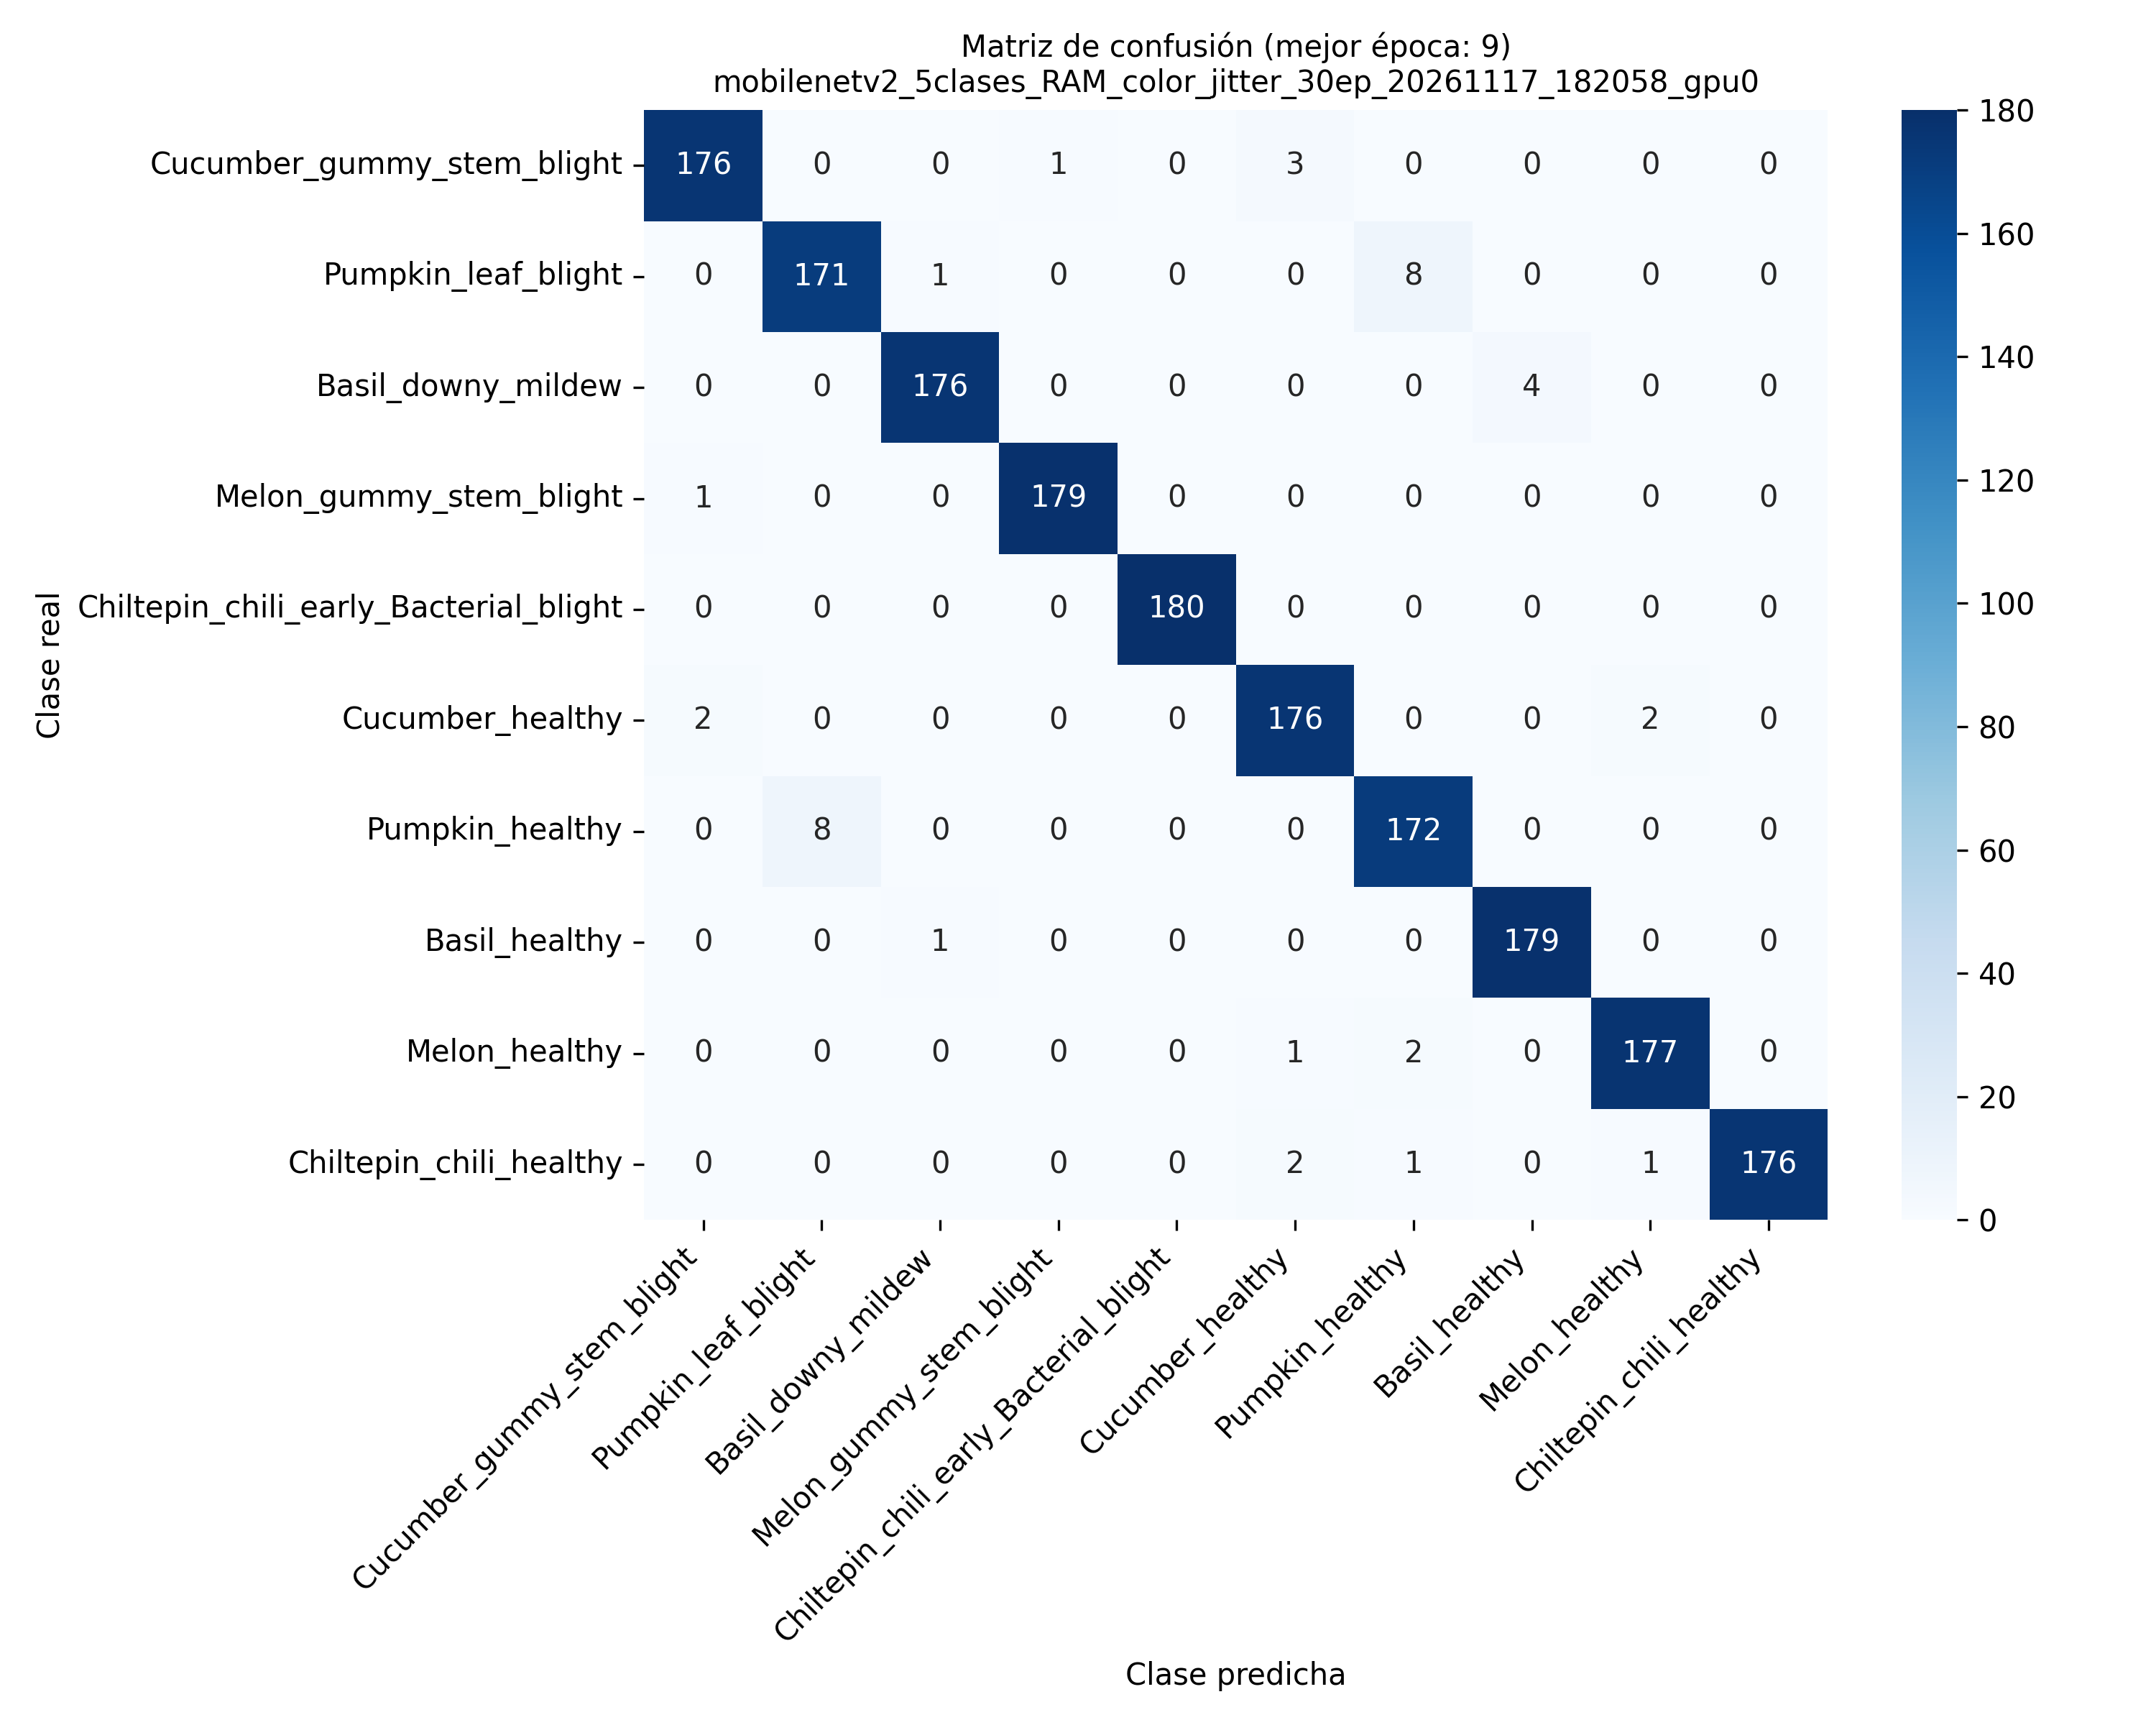 Matriz de confusión (mejor época: 9)
mobilenetv2_5clases_RAM_color_jitter_30ep_20261117_182058_gpu0
Clase real
Cucumber_gummy_stem_blight 176 0 0 1 0 3 0 0 0 0
Pumpkin_leaf_blight 0 171 1 0 0 0 8 0 0 0
Basil_downy_mildew 0 0 176 0 0 0 0 4 0 0
Melon_gummy_stem_blight 1 0 0 179 0 0 0 0 0 0
Chiltepin_chili_early_Bacterial_blight 0 0 0 0 180 0 0 0 0 0
Cucumber_healthy 2 0 0 0 0 176 0 0 2 0
Pumpkin_healthy 0 8 0 0 0 0 172 0 0 0
Basil_healthy 0 0 1 0 0 0 0 179 0 0
Melon_healthy 0 0 0 0 0 1 2 0 177 0
Chiltepin_chili_healthy 0 0 0 0 0 2 1 0 1 176
Cucumber_gummy_stem_blight
Pumpkin_leaf_blight
Basil_downy_mildew
Melon_gummy_stem_blight
Chiltepin_chili_early_Bacterial_blight
Cucumber_healthy
Pumpkin_healthy
Basil_healthy
Melon_healthy
Chiltepin_chili_healthy
Clase predicha
180
160
140
120
100
80
60
40
20
0